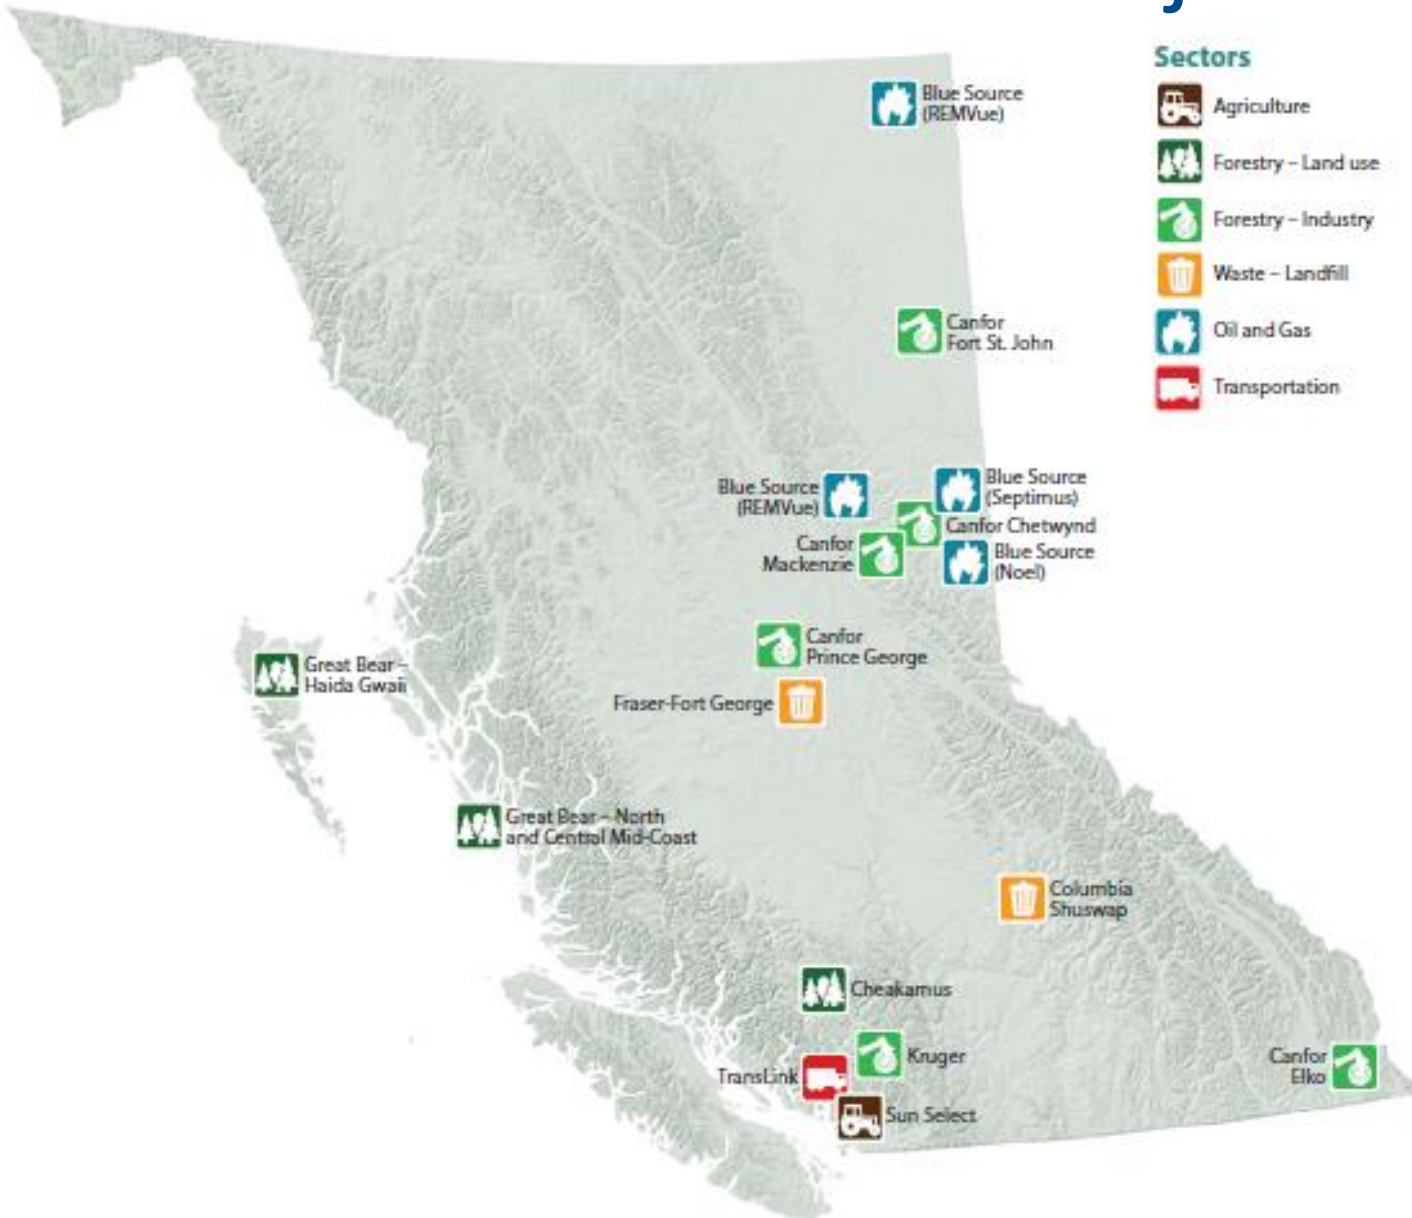 Sectors
Agriculture
Forestry – Land use
Forestry – Industry
Waste – Landfill
Oil and Gas
Transportation
Blue Source
(REMVue)
Canfor
Fort St. John
Blue Source
(REMVue)
Blue Source
(Septimus)
Canfor Chetwynd
Canfor
Mackenzie
Blue Source
(Noel)
Canfor
Prince George
Fraser-Fort George
Great Bear –
Haida Gwaii
Great Bear – North
and Central Mid-Coast
Columbia
Shuswap
Cheakamus
Kruger
TransLink
Sun Select
Canfor
Elko